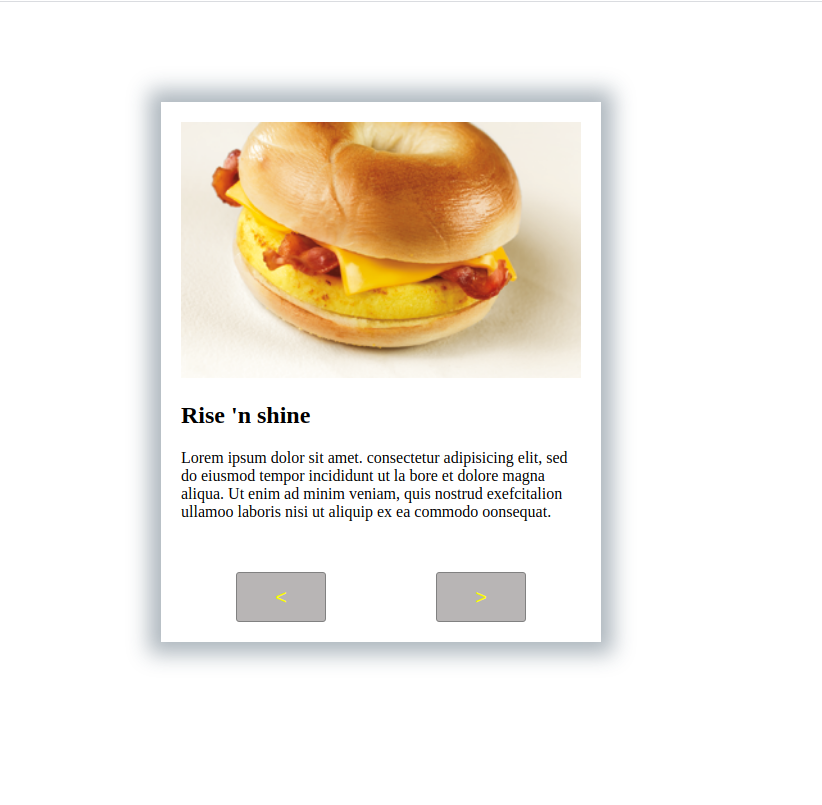 Rise 'n shine
Lorem ipsum dolor sit amet. consectetur adipisicing elit, sed
do eiusmod tempor incididunt ut la bore et dolore magna
aliqua. Ut enim ad minim veniam, quis nostrud exefcitalion
ullamoo laboris nisi ut aliquip ex ea commodo oonsequat.
< >